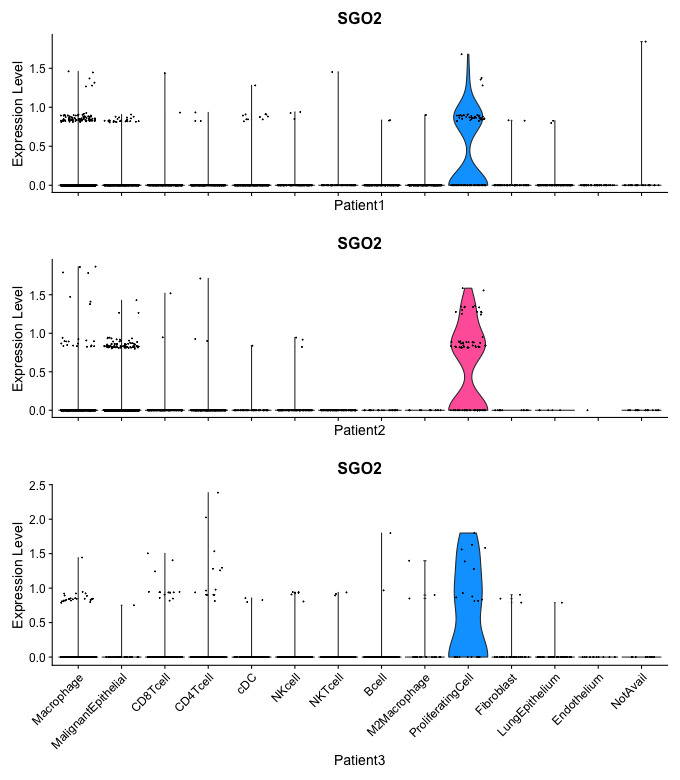 SGO2
Expression Level
1.5
1.0
0.5
0.0
Patient1
SGO2
Expression Level
1.5
1.0
0.5
0.0
Patient2
SGO2
Expression Level
2.5
2.0
1.5
1.0
0.5
0.0
Macrophage
MalignantEpithelial
CD8Tcell
CD4Tcell
cDC
NKcell
NKTcell
Bcell
M2Macrophage
ProliferatingCell
Fibroblast
LungEpithelium
Endothelium
NotAvail
Patient3